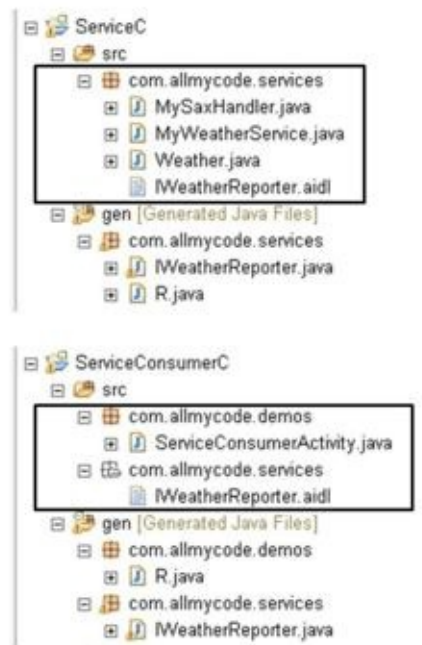 ServiceC
src
com.allmycode.services
MySaxHandler.java
MyWeatherService.java
Weather.java
IWeatherReporter.aidl
gen [Generated Java Files]
com.allmycode.services
IWeatherReporter.java
R.java
ServiceConsumerC
src
com.allmycode.demos
ServiceConsumerActivity.java
com.allmycode.services
IWeatherReporter.aidl
gen [Generated Java Files]
com.allmycode.demos
R.java
com.allmycode.services
IWeatherReporter.java